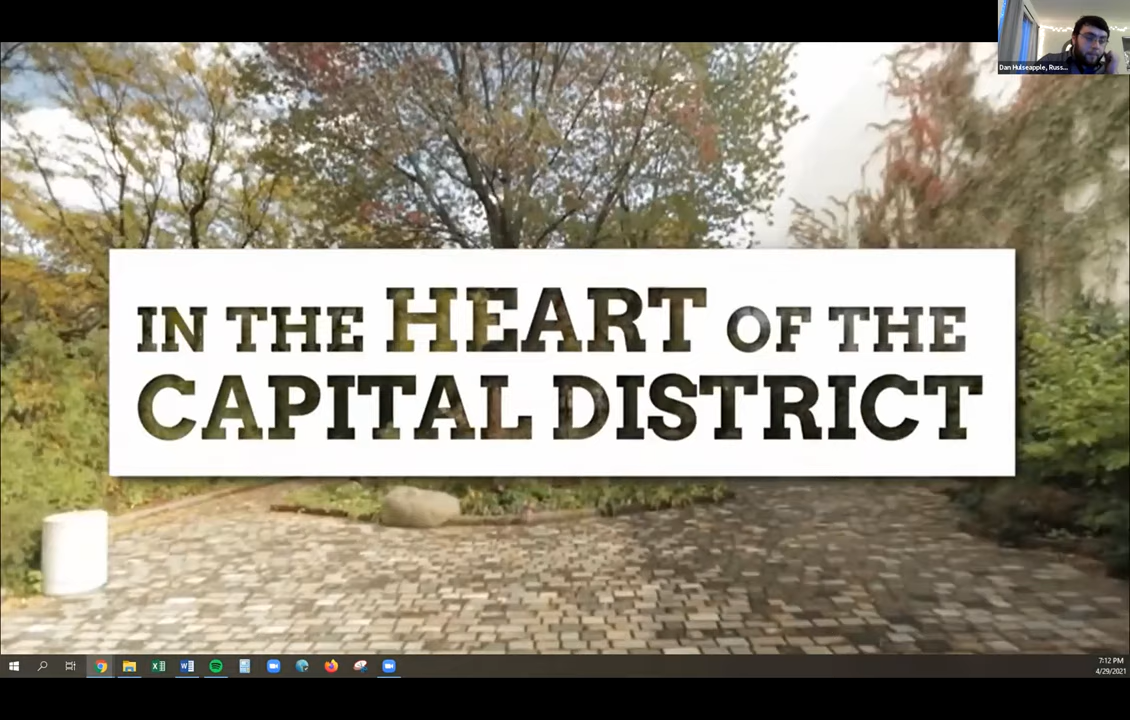 Dan Hulseapple, Russ...
IN THE HEART OF THE
CAPITAL DISTRICT
7:12 PM
4/29/2021